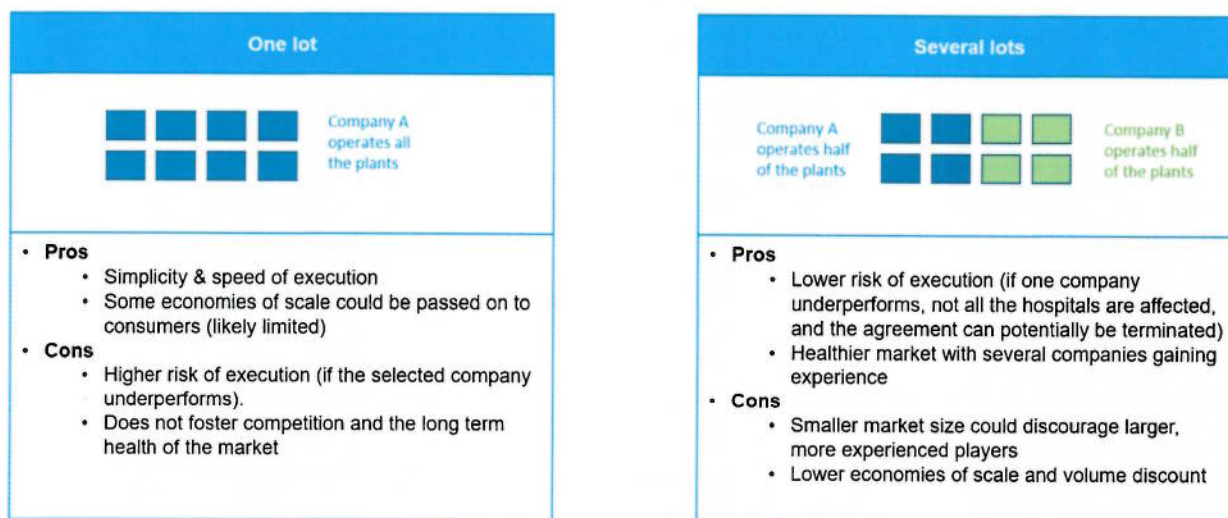 One lot
Company A
operates all
the plants
• Pros
• Simplicity & speed of execution
• Some economies of scale could be passed on to
consumers (likely limited)
• Cons
• Higher risk of execution (if the selected company
underperforms).
• Does not foster competition and the long term
health of the market
Several lots
Company A
operates half
of the plants
Company B
operates half
of the plants
• Pros
• Lower risk of execution (if one company
underperforms, not all the hospitals are affected,
and the agreement can potentially be terminated)
• Healthier market with several companies gaining
experience
• Cons
• Smaller market size could discourage larger,
more experienced players
• Lower economies of scale and volume discount